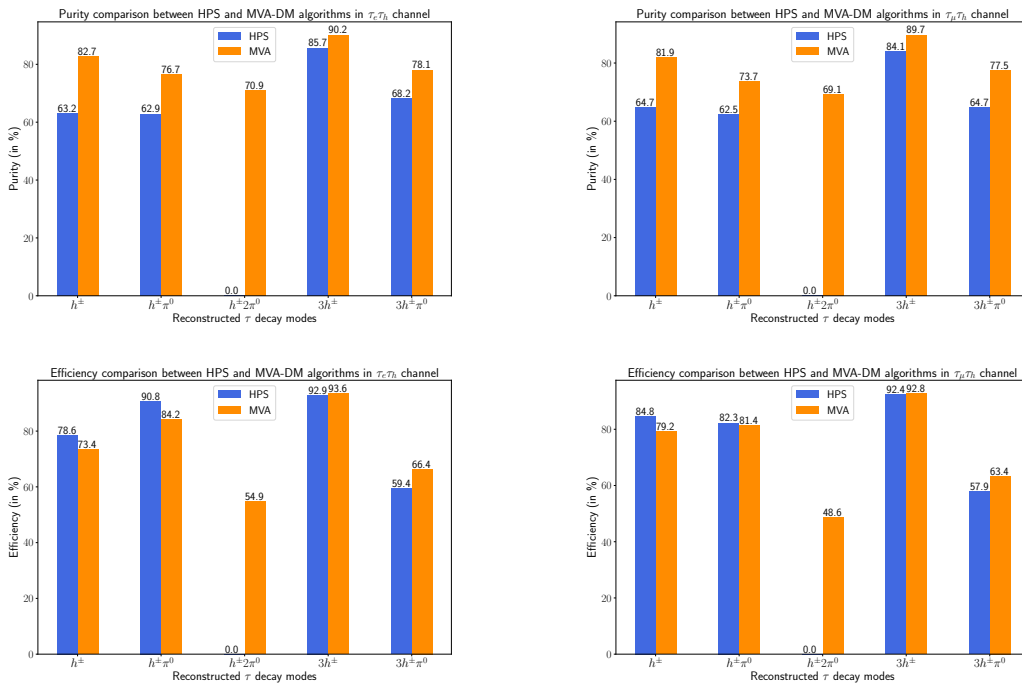 Purity comparison between HPS and MVA-DM algorithms in τₑτₕ channel
HPS
MVA
Purity (in %)
80
60
40
20
0
63.2
82.7
62.9
76.7
0.0
70.9
85.7
90.2
68.2
78.1
h± h±π⁰ h±2π⁰ 3h± 3h±π⁰
Reconstructed τ decay modes
Purity comparison between HPS and MVA-DM algorithms in τ_μτₕ channel
HPS
MVA
Purity (in %)
80
60
40
20
0
64.7
81.9
62.5
73.7
0.0
69.1
84.1
89.7
64.7
77.5
h± h±π⁰ h±2π⁰ 3h± 3h±π⁰
Reconstructed τ decay modes
Efficiency comparison between HPS and MVA-DM algorithms in τₑτₕ channel
HPS
MVA
Efficiency (in %)
80
60
40
20
0
78.6
73.4
90.8
84.2
0.0
54.9
92.9
93.6
59.4
66.4
h± h±π⁰ h±2π⁰ 3h± 3h±π⁰
Reconstructed τ decay modes
Efficiency comparison between HPS and MVA-DM algorithms in τ_μτₕ channel
HPS
MVA
Efficiency (in %)
80
60
40
20
0
84.8
79.2
82.3
81.4
0.0
48.6
92.4
92.8
57.9
63.4
h± h±π⁰ h±2π⁰ 3h± 3h±π⁰
Reconstructed τ decay modes